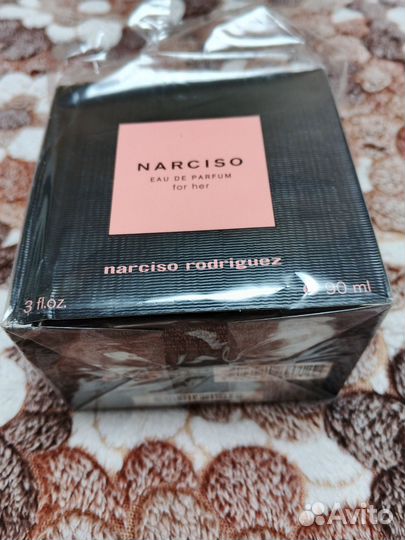 NARCISO
EAU DE PARFUM
for her
narciso rodriguez
3 fl.oz. e 90 ml
Avito